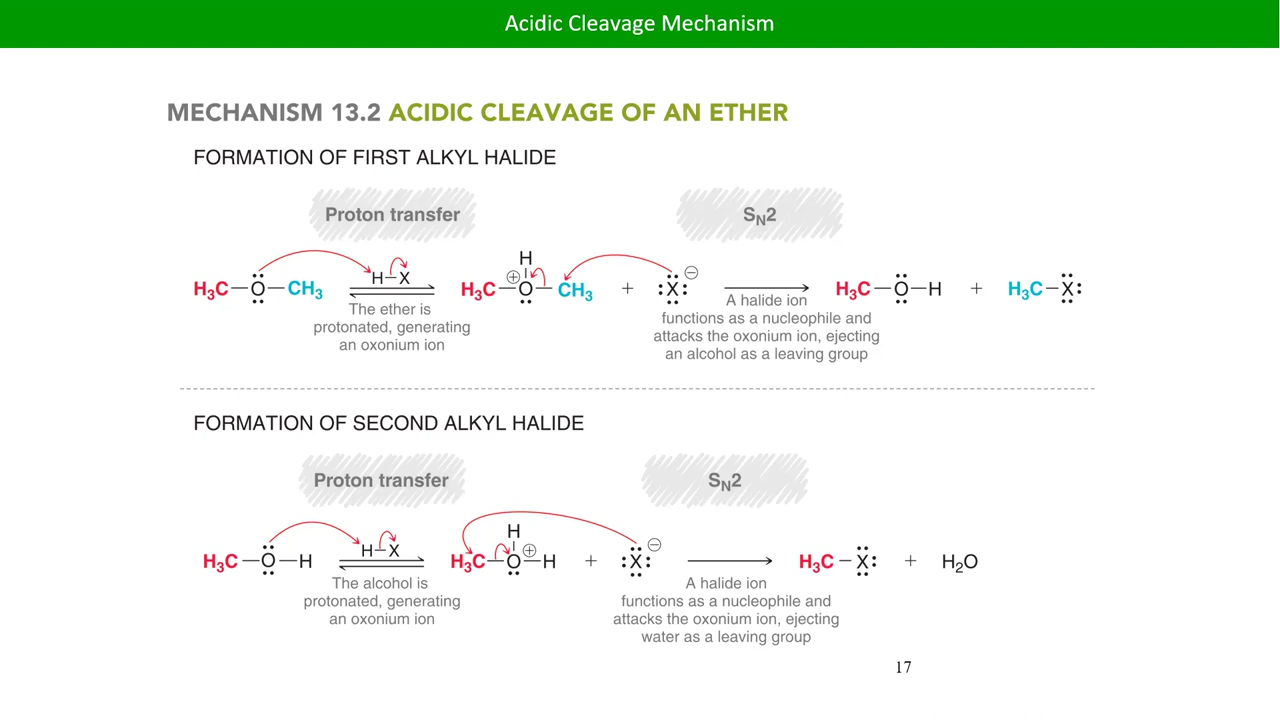 Acidic Cleavage Mechanism
MECHANISM 13.2 ACIDIC CLEAVAGE OF AN ETHER
FORMATION OF FIRST ALKYL HALIDE
Proton transfer
S_N2
H₃C—O—CH₃
H—X
The ether is
protonated, generating
an oxonium ion
H
⊕
H₃C—O—CH₃ + :X: ⊖
A halide ion
functions as a nucleophile and
attacks the oxonium ion, ejecting
an alcohol as a leaving group
H₃C—O—H + H₃C—X:
FORMATION OF SECOND ALKYL HALIDE
Proton transfer
S_N2
H₃C—O—H
H—X
The alcohol is
protonated, generating
an oxonium ion
H
⊕
H₃C—O—H + :X: ⊖
A halide ion
functions as a nucleophile and
attacks the oxonium ion, ejecting
water as a leaving group
H₃C—X: + H₂O
17